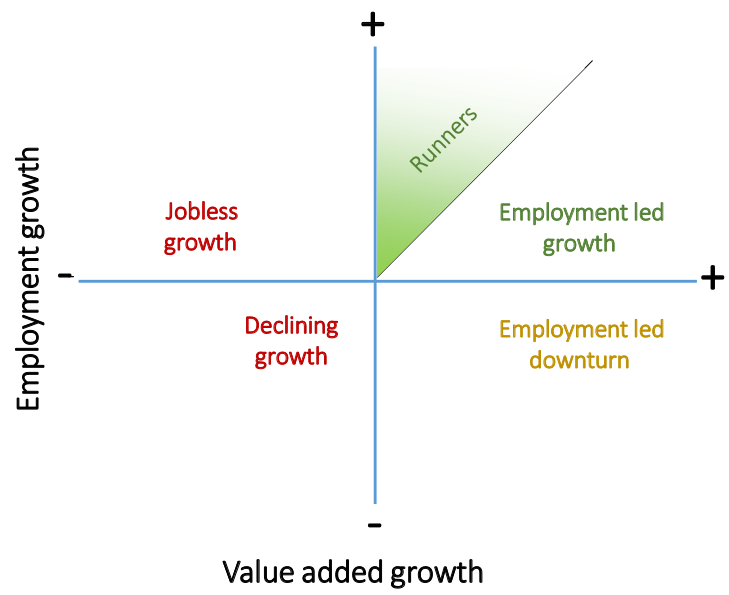 +
Runners
Employment growth
Jobless
growth
Employment led
growth
-
+
Declining
growth
Employment led
downturn
-
Value added growth